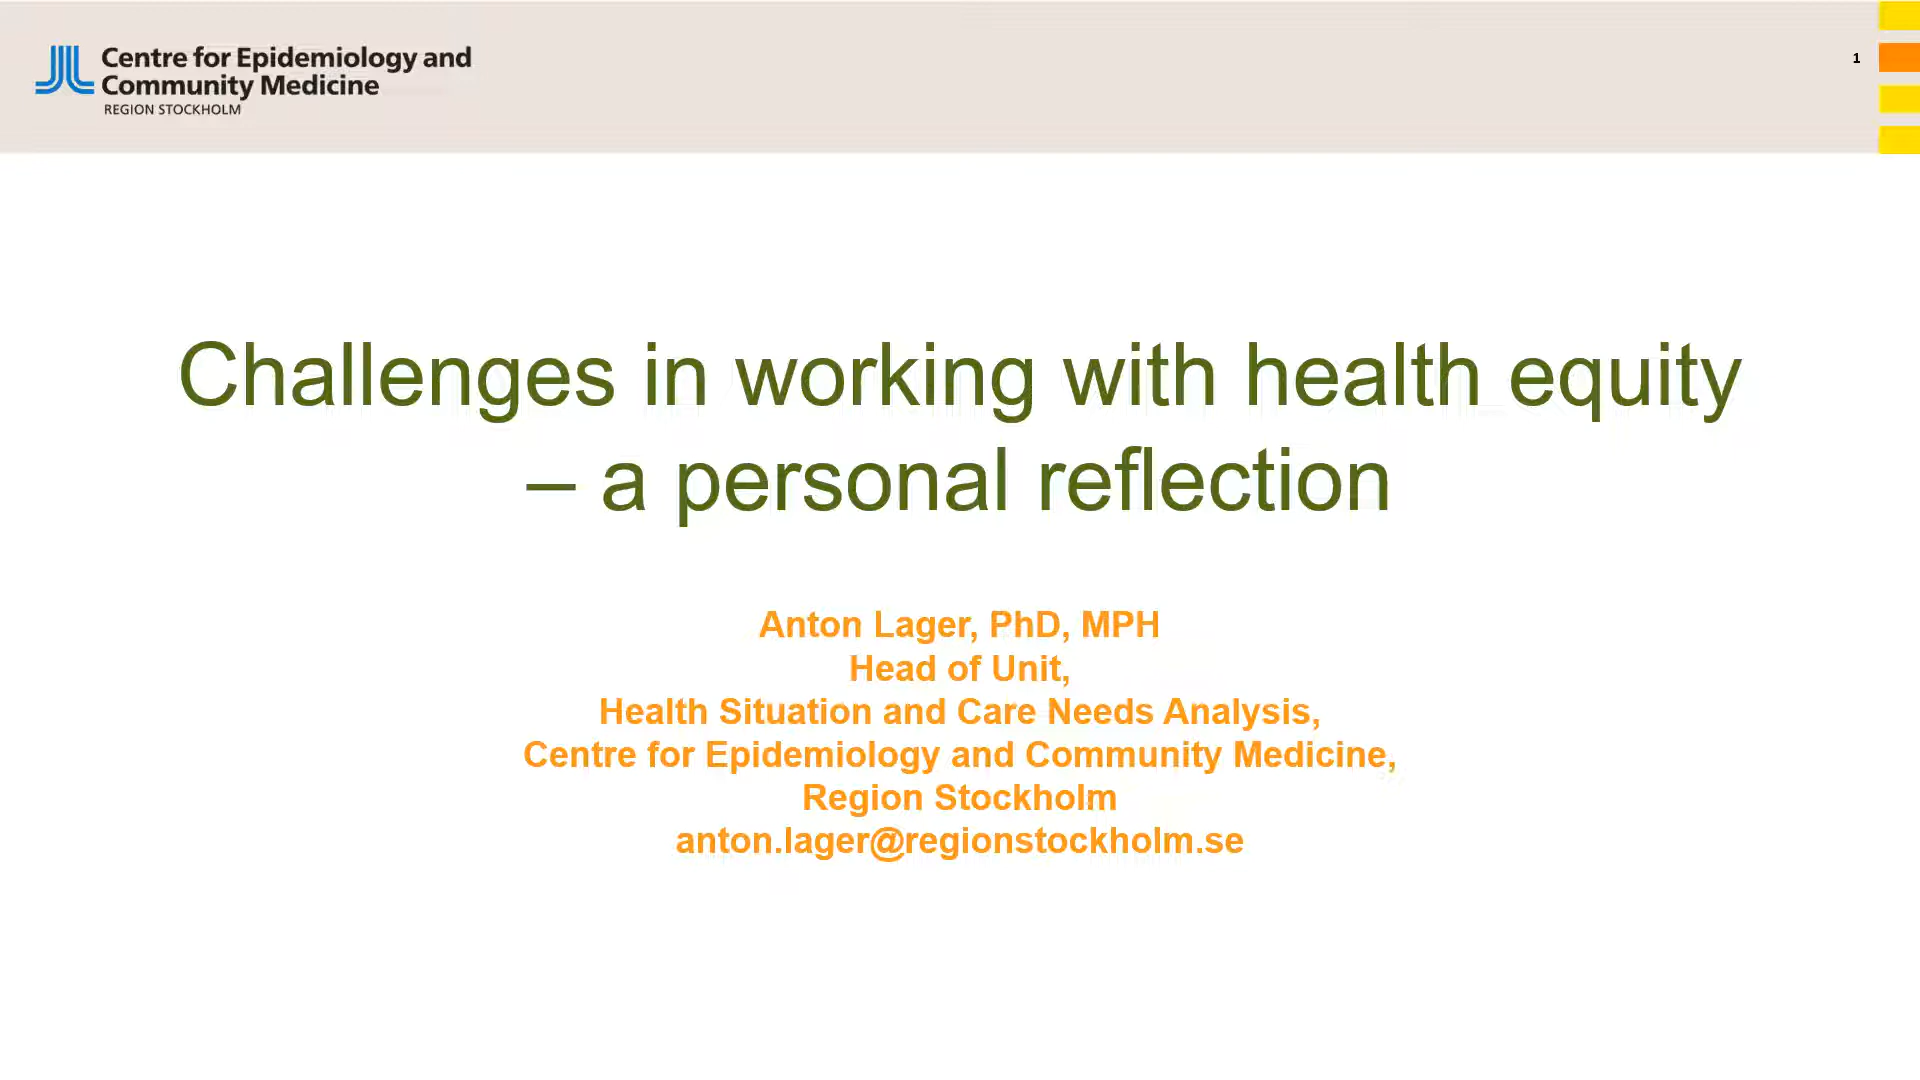 Centre for Epidemiology and
Community Medicine
REGION STOCKHOLM
1
Challenges in working with health equity
– a personal reflection
Anton Lager, PhD, MPH
Head of Unit,
Health Situation and Care Needs Analysis,
Centre for Epidemiology and Community Medicine,
Region Stockholm
anton.lager@regionstockholm.se